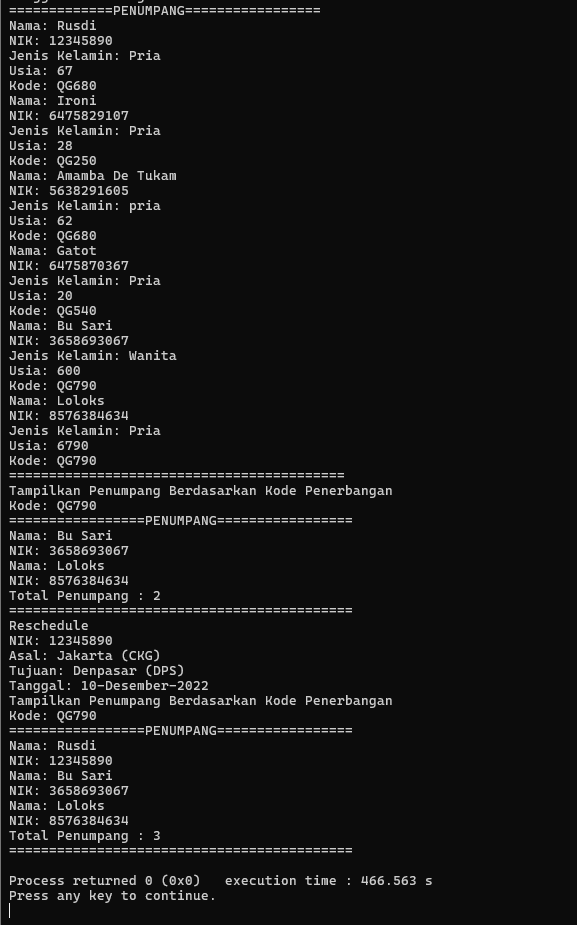 =============PENUMPANG=================
Nama: Rusdi
NIK: 12345890
Jenis Kelamin: Pria
Usia: 67
Kode: QG680
Nama: Ironi
NIK: 6475829107
Jenis Kelamin: Pria
Usia: 28
Kode: QG250
Nama: Amamba De Tukam
NIK: 5638291605
Jenis Kelamin: pria
Usia: 62
Kode: QG680
Nama: Gatot
NIK: 6475870367
Jenis Kelamin: Pria
Usia: 20
Kode: QG540
Nama: Bu Sari
NIK: 3658693067
Jenis Kelamin: Wanita
Usia: 600
Kode: QG790
Nama: Loloks
NIK: 8576384634
Jenis Kelamin: Pria
Usia: 6790
Kode: QG790
==========================================
Tampilkan Penumpang Berdasarkan Kode Penerbangan
Kode: QG790
=================PENUMPANG=================
Nama: Bu Sari
NIK: 3658693067
Nama: Loloks
NIK: 8576384634
Total Penumpang : 2
===========================================
Reschedule
NIK: 12345890
Asal: Jakarta (CKG)
Tujuan: Denpasar (DPS)
Tanggal: 10-Desember-2022
Tampilkan Penumpang Berdasarkan Kode Penerbangan
Kode: QG790
=================PENUMPANG=================
Nama: Rusdi
NIK: 12345890
Nama: Bu Sari
NIK: 3658693067
Nama: Loloks
NIK: 8576384634
Total Penumpang : 3
===========================================
Process returned 0 (0x0)   execution time : 466.563 s
Press any key to continue.